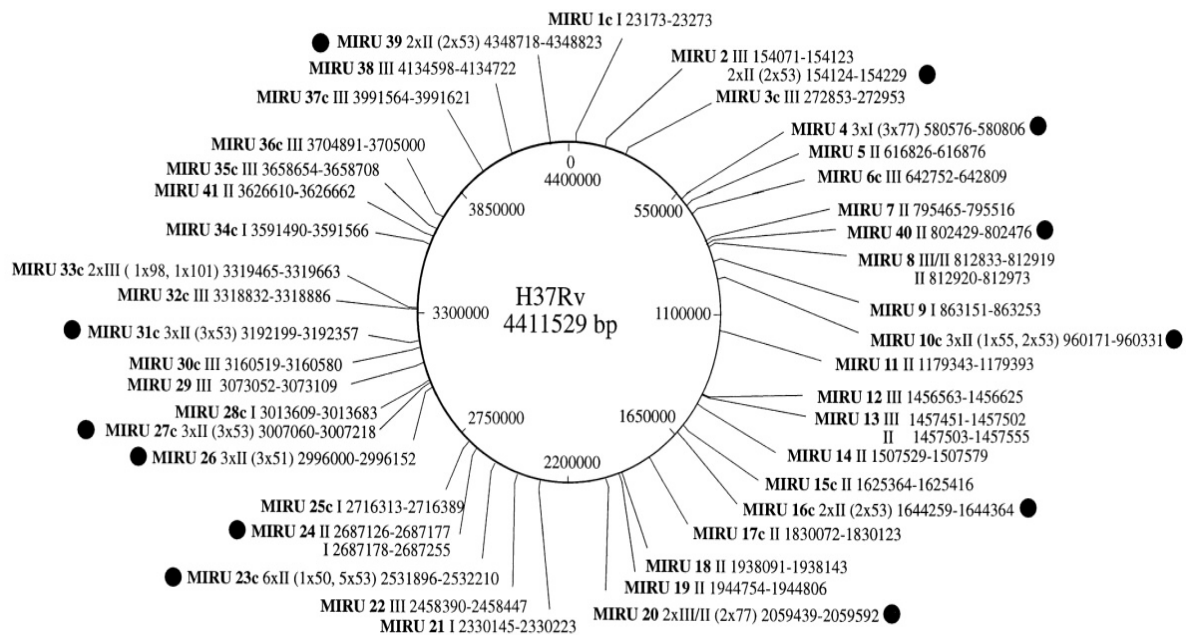 MIRU 1c I 23173-23273
MIRU 2 III 154071-154123
2xII (2x53) 154124-154229
MIRU 3c III 272853-272953
MIRU 4 3xI (3x77) 580576-580806
MIRU 5 II 616826-616876
MIRU 6c III 642752-642809
MIRU 7 II 795465-795516
MIRU 40 II 802429-802476
MIRU 8 III/II 812833-812919
II 812920-812973
MIRU 9 I 863151-863253
MIRU 10c 3xII (1x55, 2x53) 960171-960331
MIRU 11 II 1179343-1179393
MIRU 12 III 1456563-1456625
MIRU 13 III 1457451-1457502
II 1457503-1457555
MIRU 14 II 1507529-1507579
MIRU 15c II 1625364-1625416
MIRU 16c 2xII (2x53) 1644259-1644364
MIRU 17c II 1830072-1830123
MIRU 18 II 1938091-1938143
MIRU 19 II 1944754-1944806
MIRU 20 2xIII/II (2x77) 2059439-2059592
MIRU 21 I 2330145-2330223
MIRU 22 III 2458390-2458447
MIRU 23c 6xII (1x50, 5x53) 2531896-2532210
MIRU 24 II 2687126-2687177
I 2687178-2687255
MIRU 25c I 2716313-2716389
MIRU 26 3xII (3x51) 2996000-2996152
MIRU 27c 3xII (3x53) 3007060-3007218
MIRU 28c I 3013609-3013683
MIRU 29 III 3073052-3073109
MIRU 30c III 3160519-3160580
MIRU 31c 3xII (3x53) 3192199-3192357
MIRU 32c III 3318832-3318886
MIRU 33c 2xIII ( 1x98, 1x101) 3319465-3319663
MIRU 34c I 3591490-3591566
MIRU 41 II 3626610-3626662
MIRU 35c III 3658654-3658708
MIRU 36c III 3704891-3705000
MIRU 37c III 3991564-3991621
MIRU 38 III 4134598-4134722
MIRU 39 2xII (2x53) 4348718-4348823
0
4400000
550000
1100000
1650000
2200000
2750000
3300000
3850000
H37Rv
4411529 bp